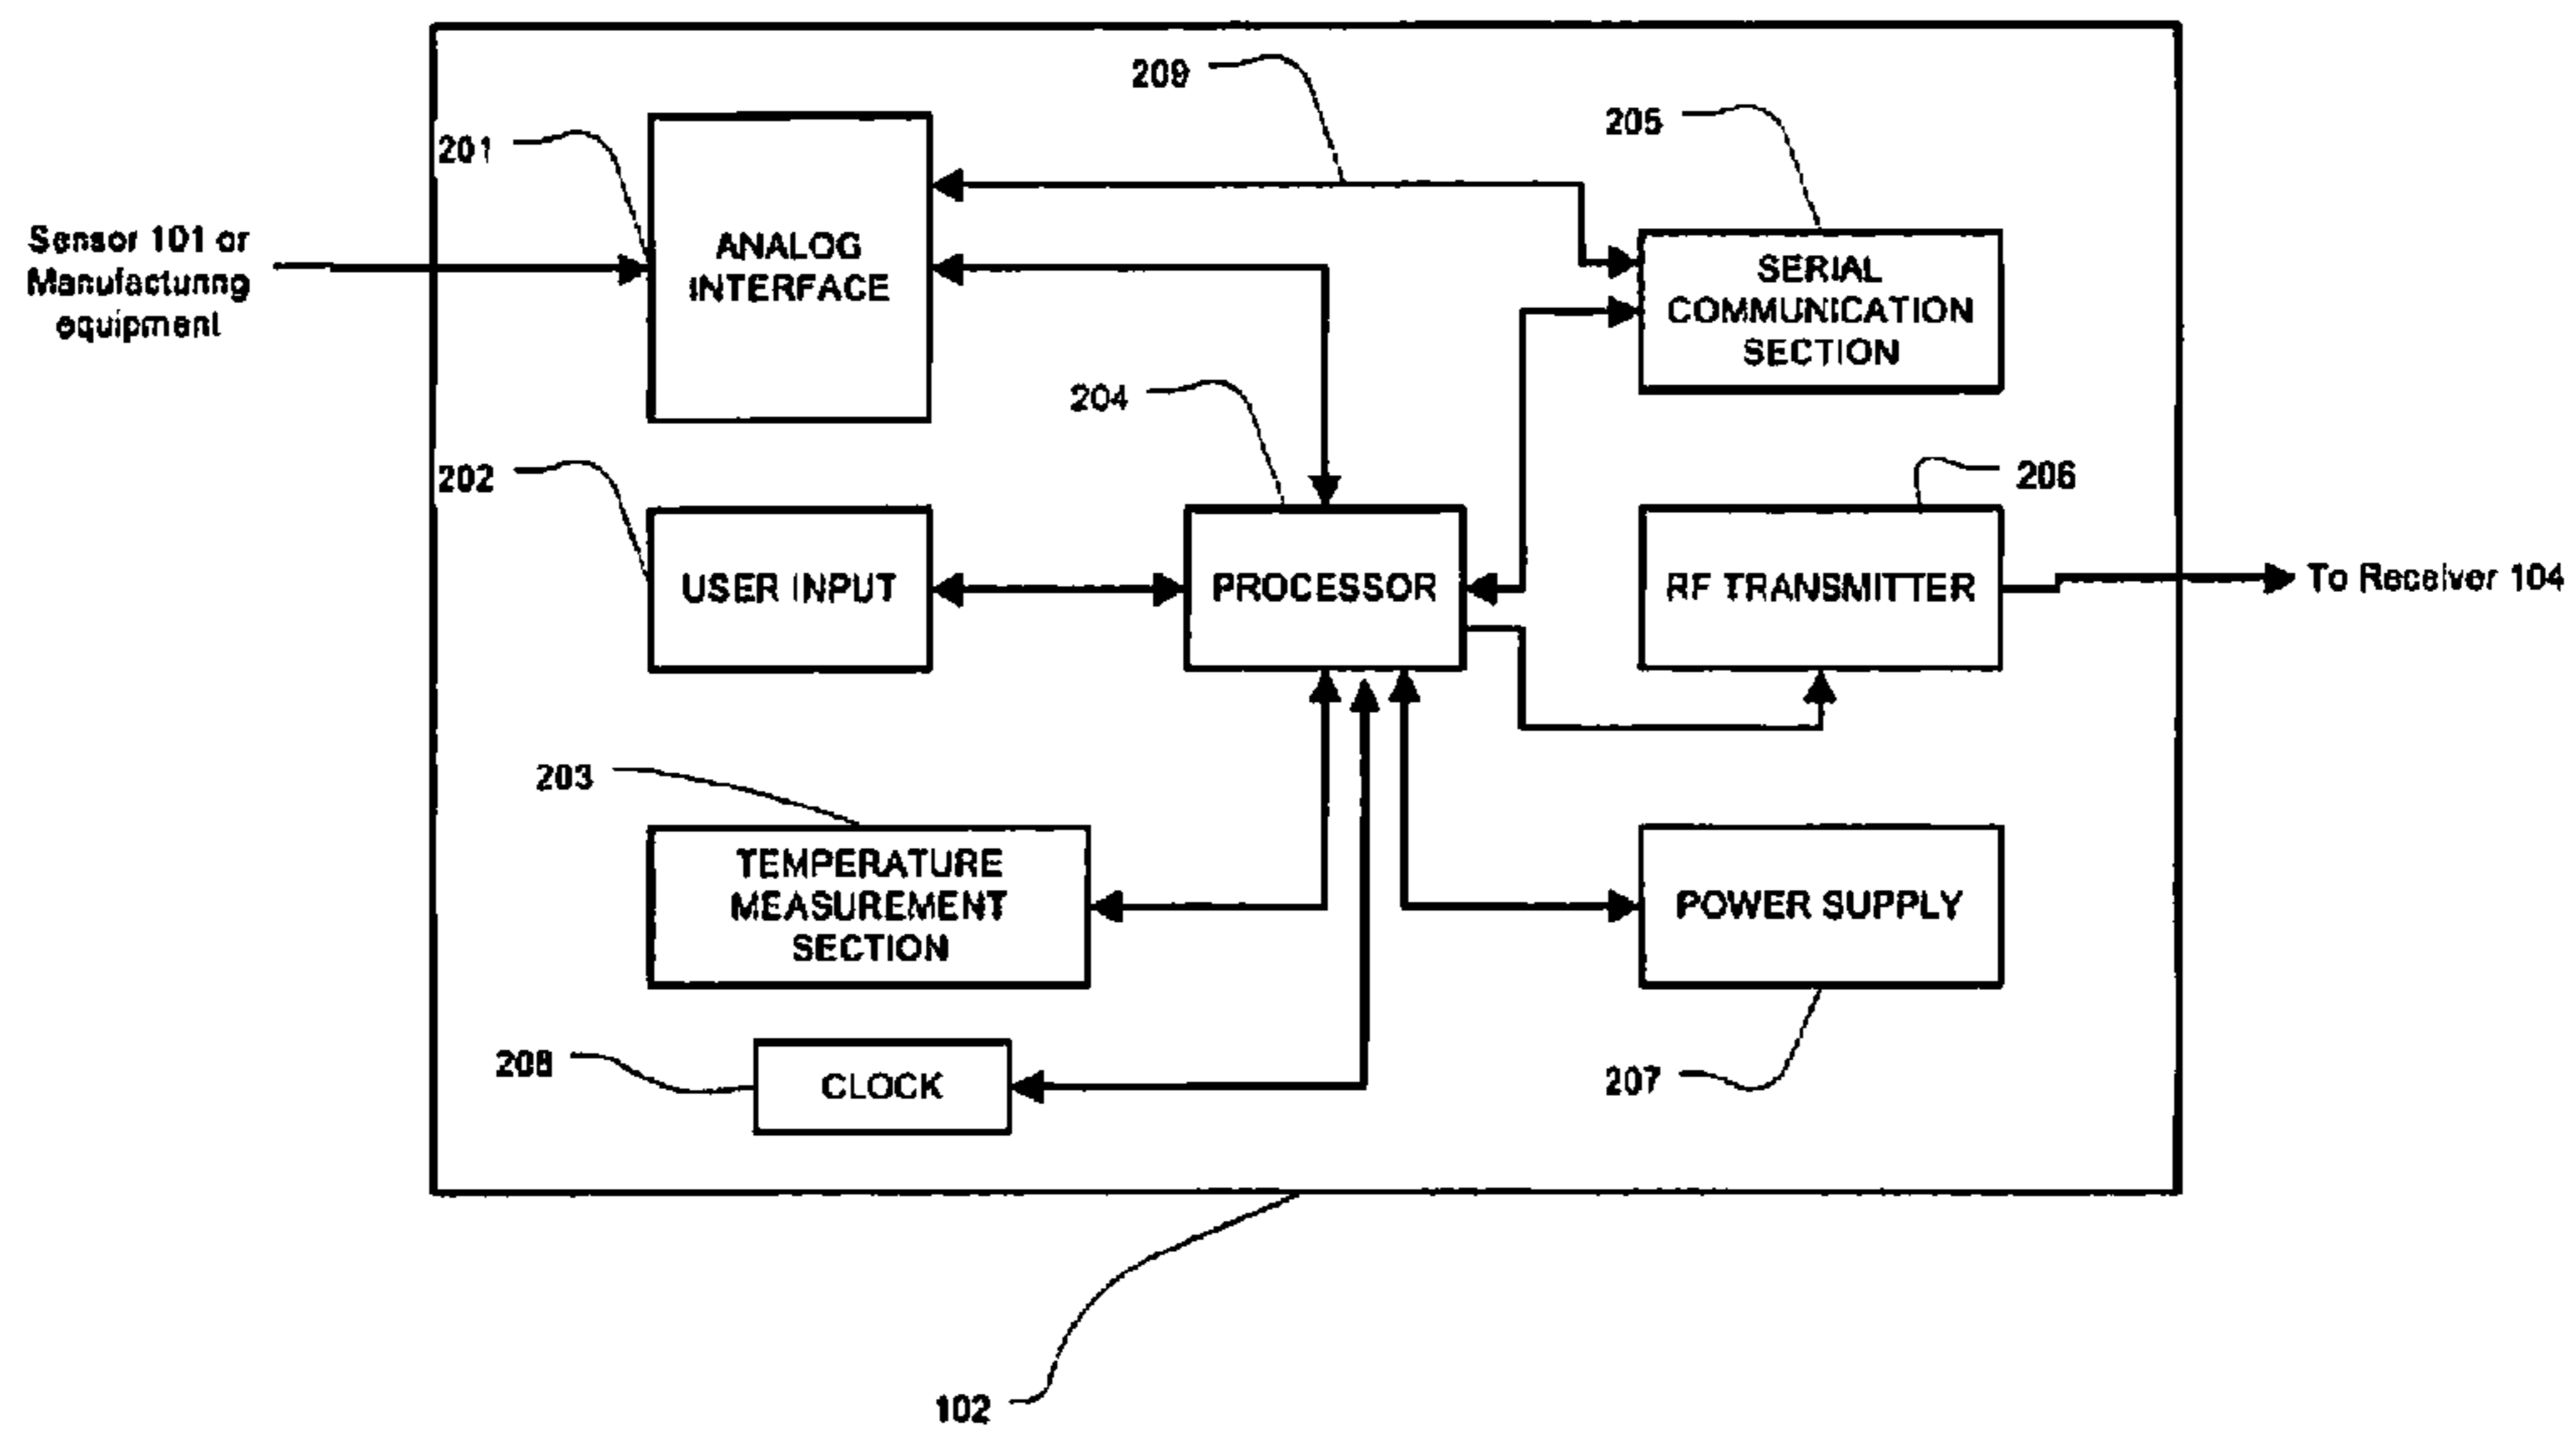 209
205
201
ANALOG
INTERFACE
Sensor 101 or
Manufacturing
equipment
SERIAL
COMMUNICATION
SECTION
204
202
206
USER INPUT
PROCESSOR
RF TRANSMITTER
To Receiver 104
203
TEMPERATURE
MEASUREMENT
SECTION
POWER SUPPLY
208
CLOCK
207
102